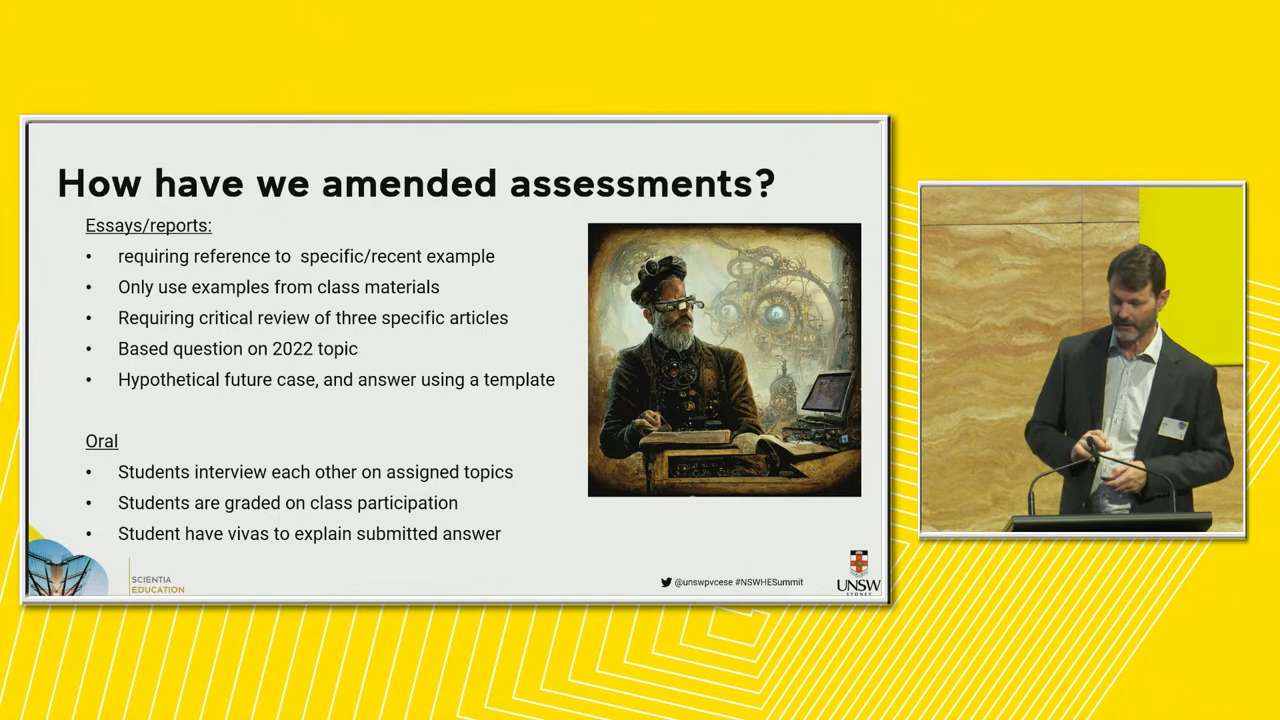 How have we amended assessments?
Essays/reports:
• requiring reference to  specific/recent example
• Only use examples from class materials
• Requiring critical review of three specific articles
• Based question on 2022 topic
• Hypothetical future case, and answer using a template
Oral
• Students interview each other on assigned topics
• Students are graded on class participation
• Student have vivas to explain submitted answer
SCIENTIA
EDUCATION
@unswpvcese #NSWHESummit
UNSW
SYDNEY